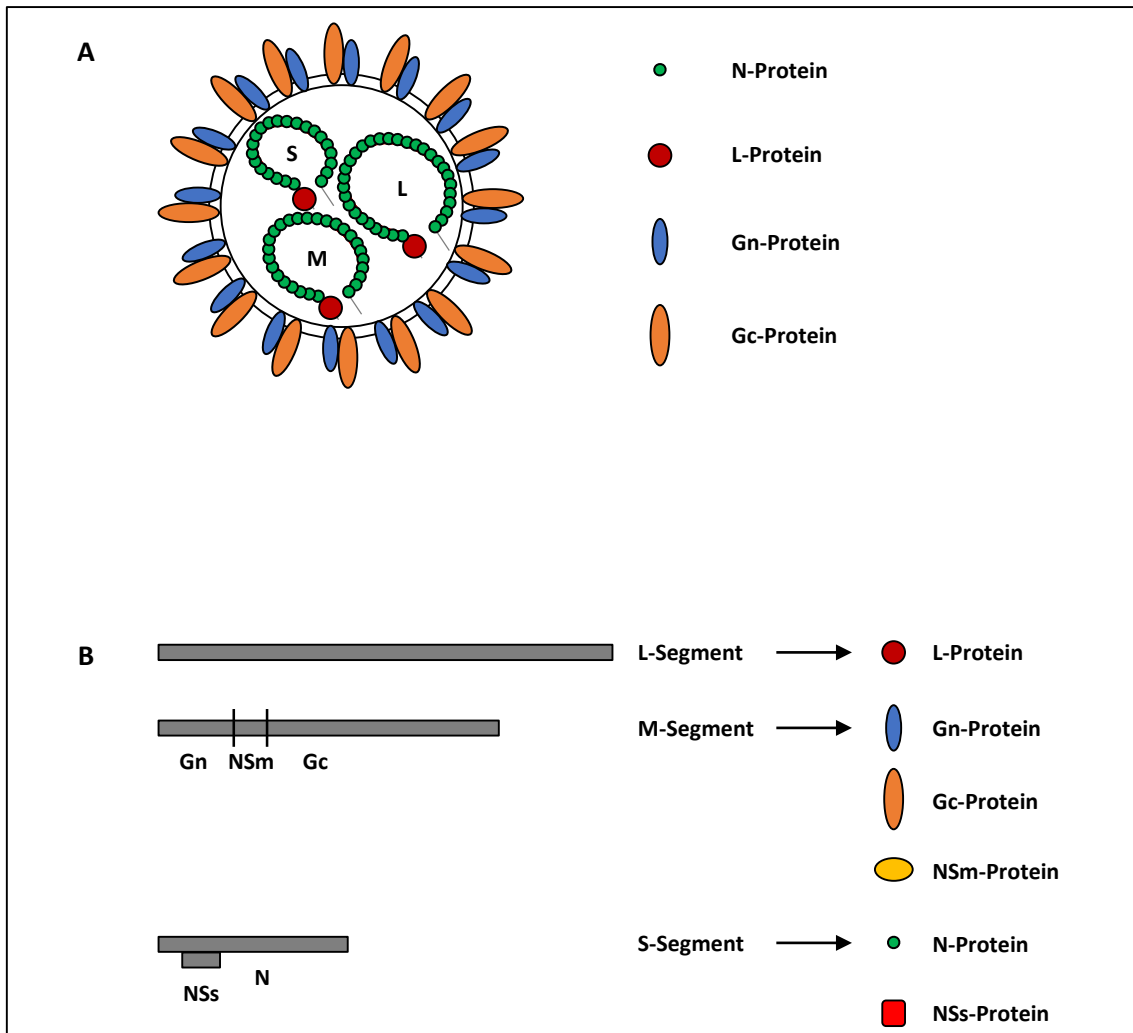 A
N-Protein
S
L-Protein
L
Gn-Protein
M
Gc-Protein
B
L-Segment
L-Protein
M-Segment
Gn-Protein
Gn NSm Gc
Gc-Protein
NSm-Protein
S-Segment
N-Protein
N
NSs
NSs-Protein